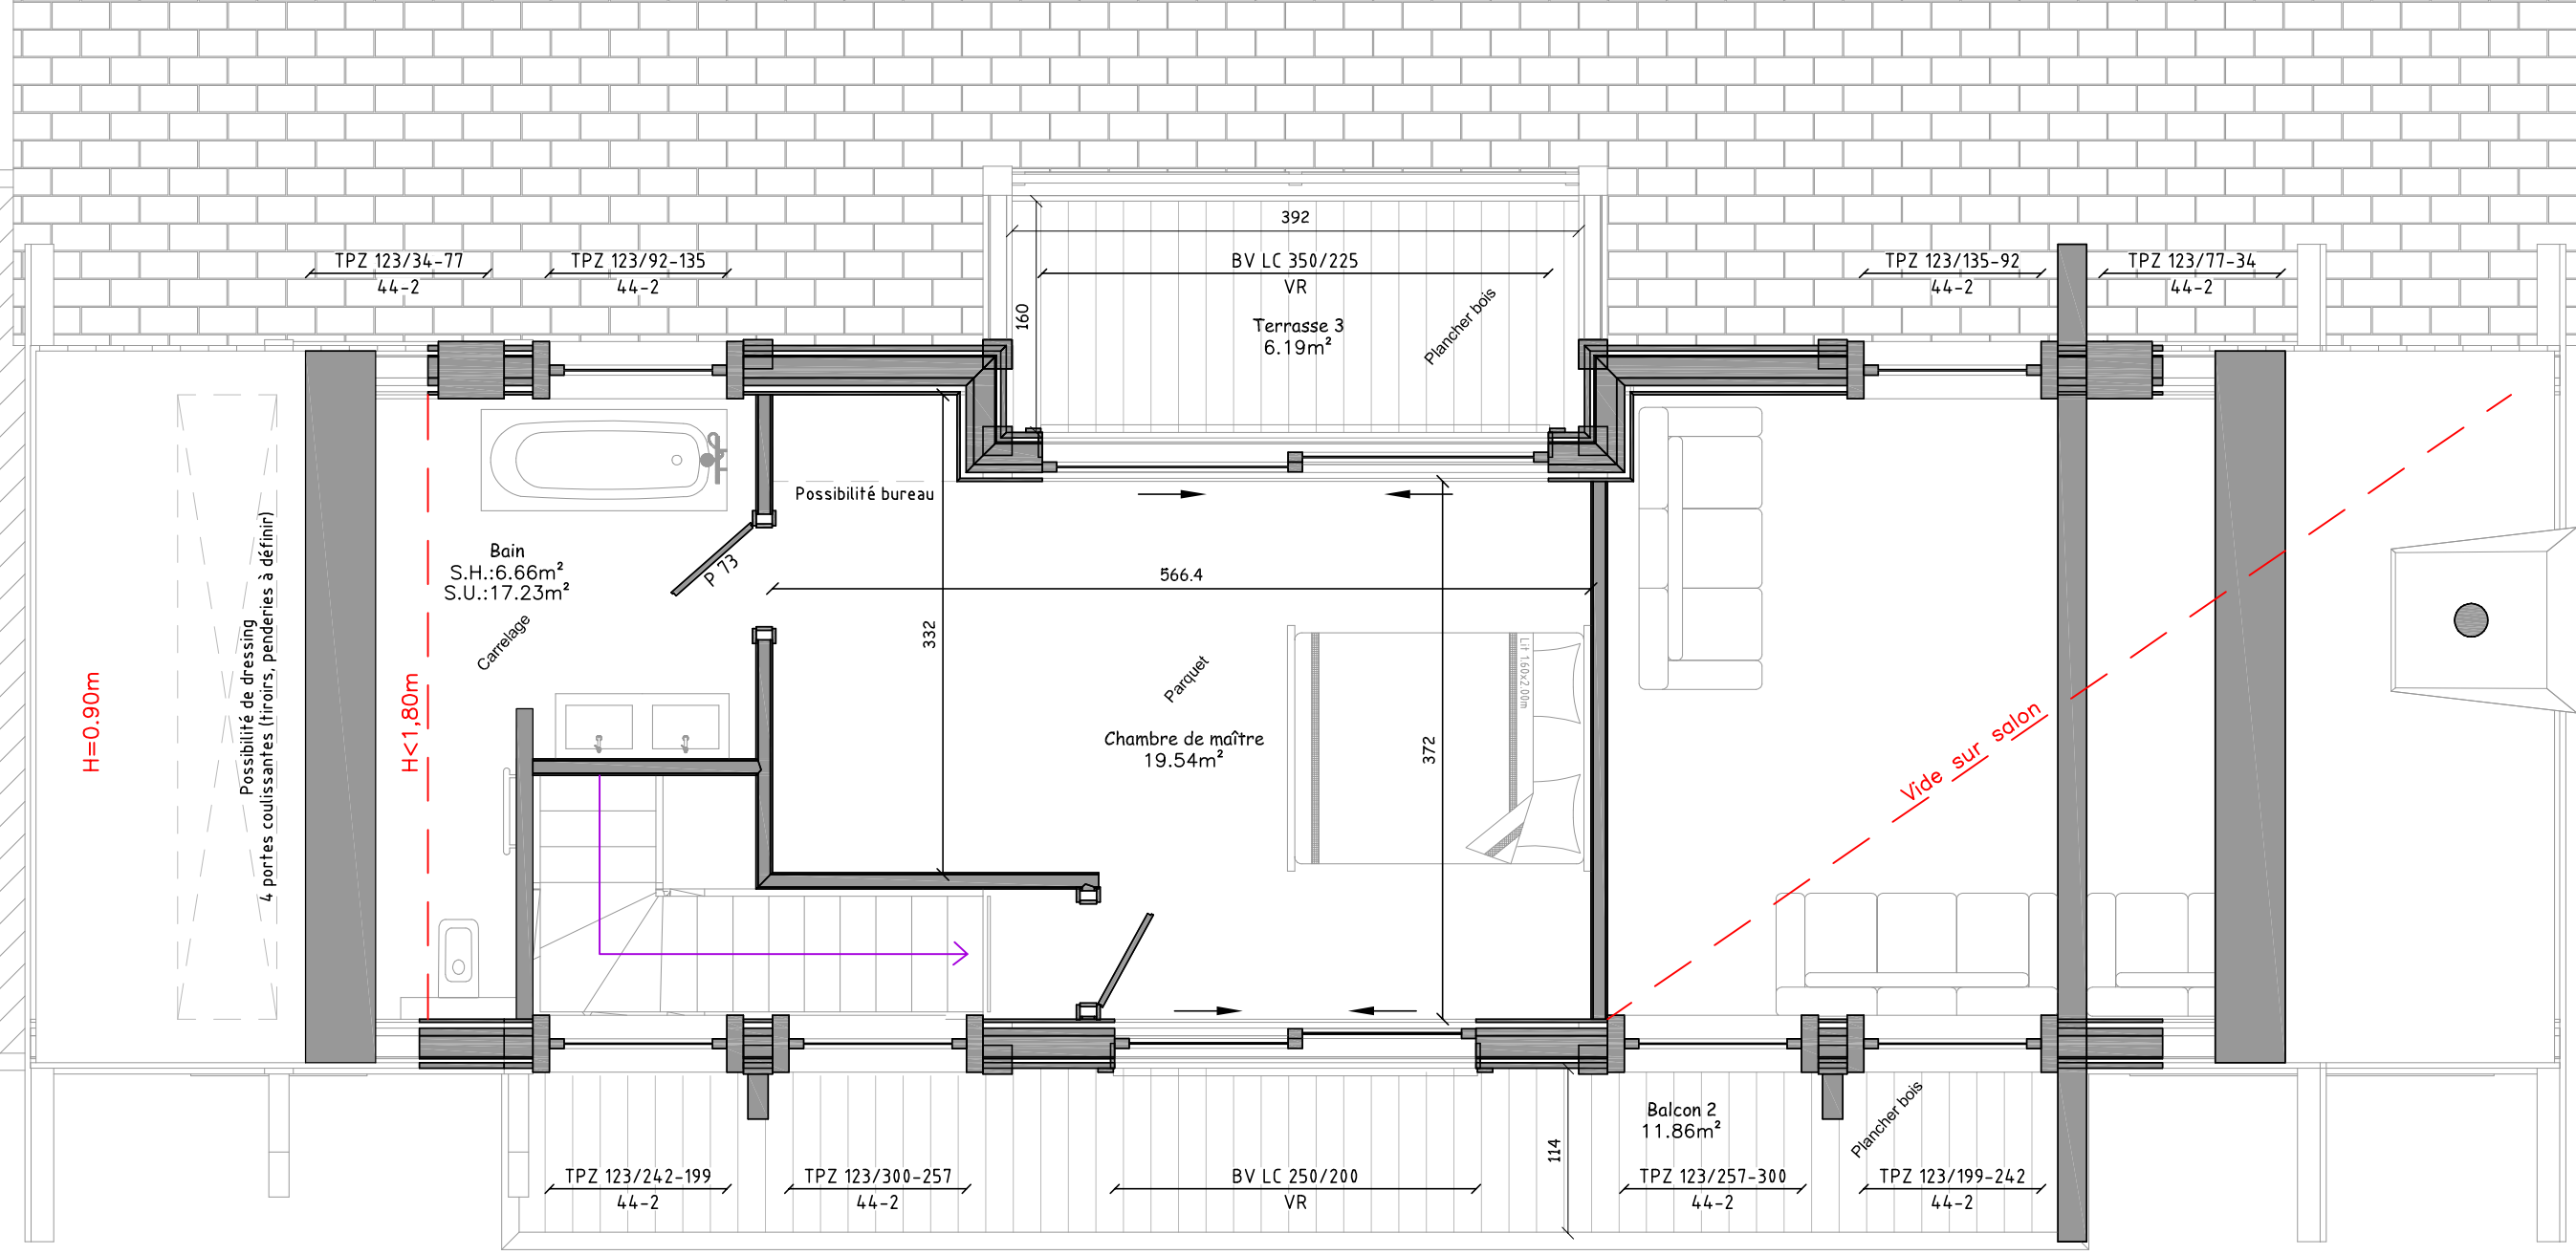 392
TPZ 123/34-77
44-2
TPZ 123/92-135
44-2
BV LC 350/225
VR
TPZ 123/135-92
44-2
TPZ 123/77-34
44-2
160
Terrasse 3
6.19m²
Plancher bois
Possibilité bureau
Bain
S.H.:6.66m²
S.U.:17.23m²
P 73
566.4
Carrelage
332
Parquet
Lit 160x2.00m
H=0.90m
Possibilité de dressing
4 portes coulissantes (tiroirs, penderies à définir)
H<1,80m
Chambre de maître
19.54m²
372
Vide sur salon
Balcon 2
11.86m²
Plancher bois
114
TPZ 123/242-199
44-2
TPZ 123/300-257
44-2
BV LC 250/200
VR
TPZ 123/257-300
44-2
TPZ 123/199-242
44-2